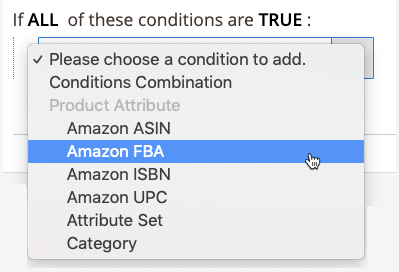 If ALL of these conditions are TRUE :
✓ Please choose a condition to add.
Conditions Combination
Product Attribute
Amazon ASIN
Amazon FBA
Amazon ISBN
Amazon UPC
Attribute Set
Category